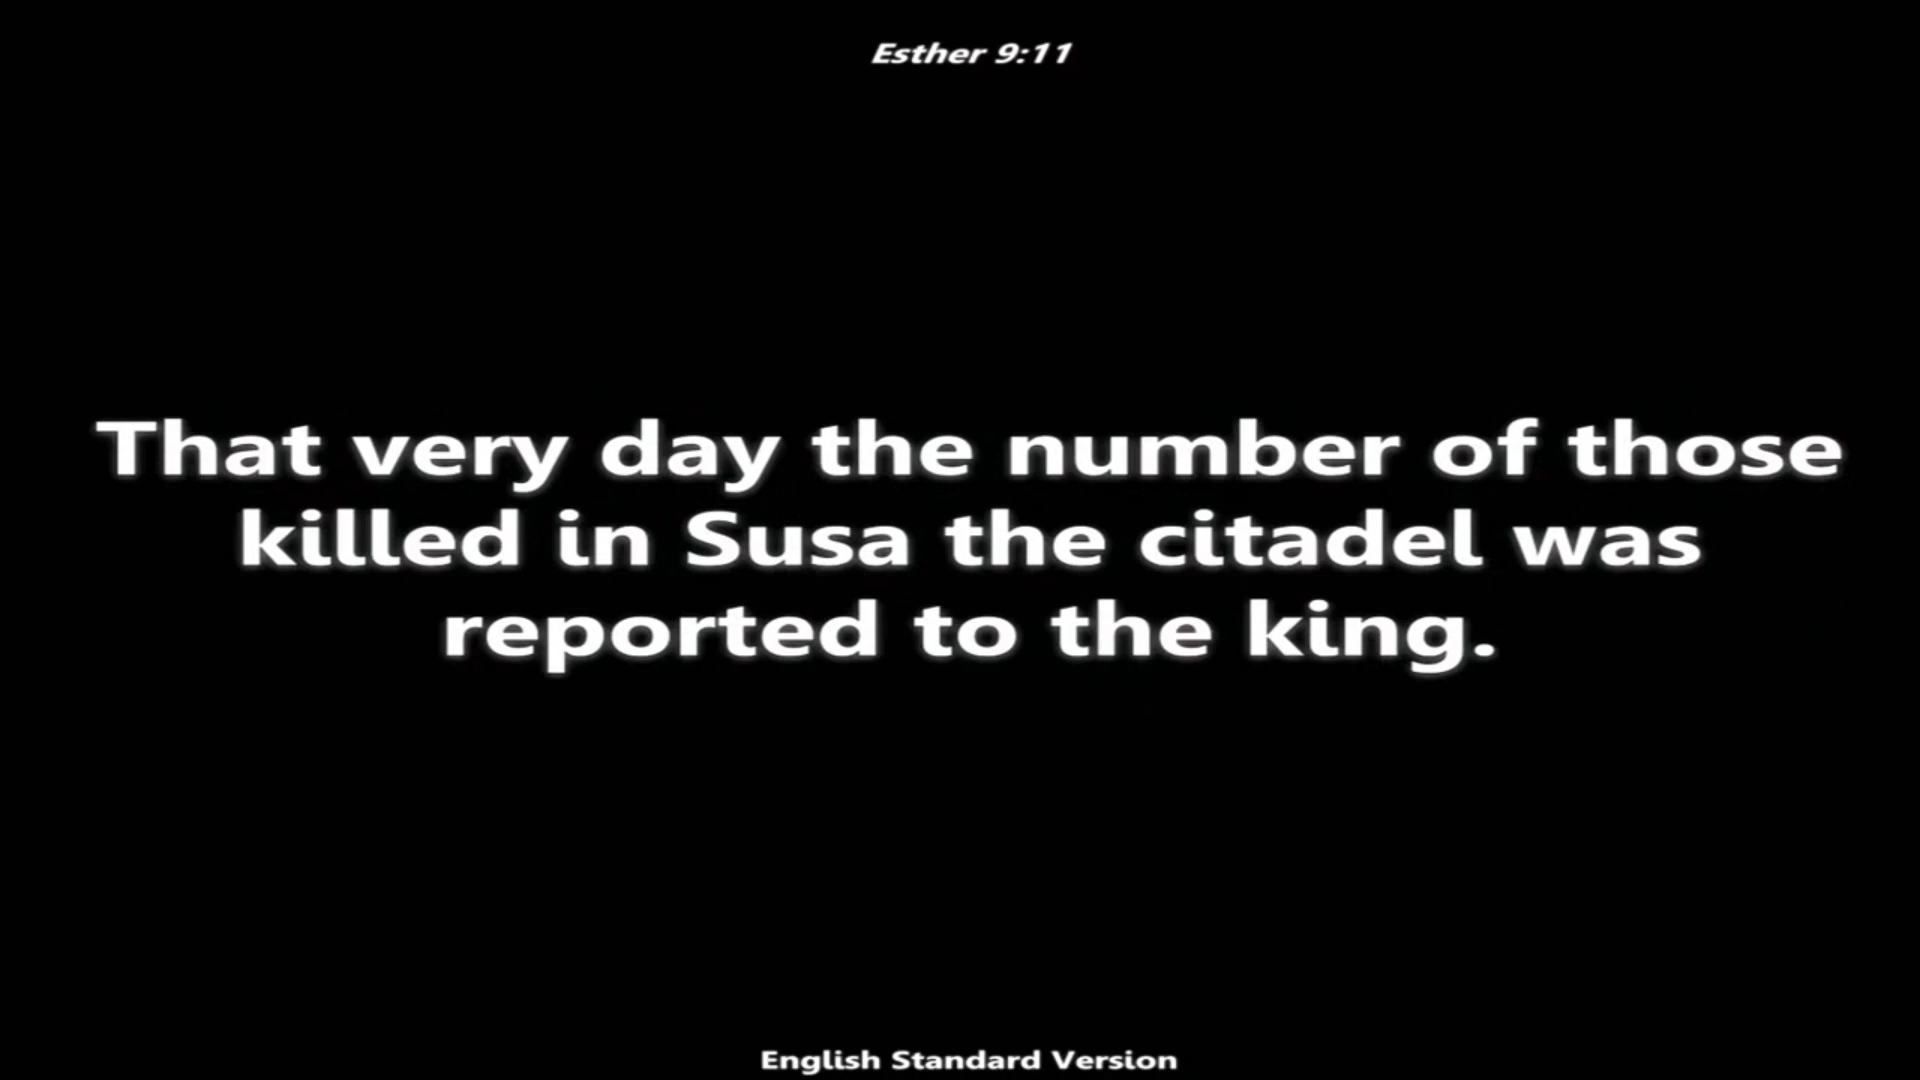 Esther 9:11
That very day the number of those
killed in Susa the citadel was
reported to the king.
English Standard Version